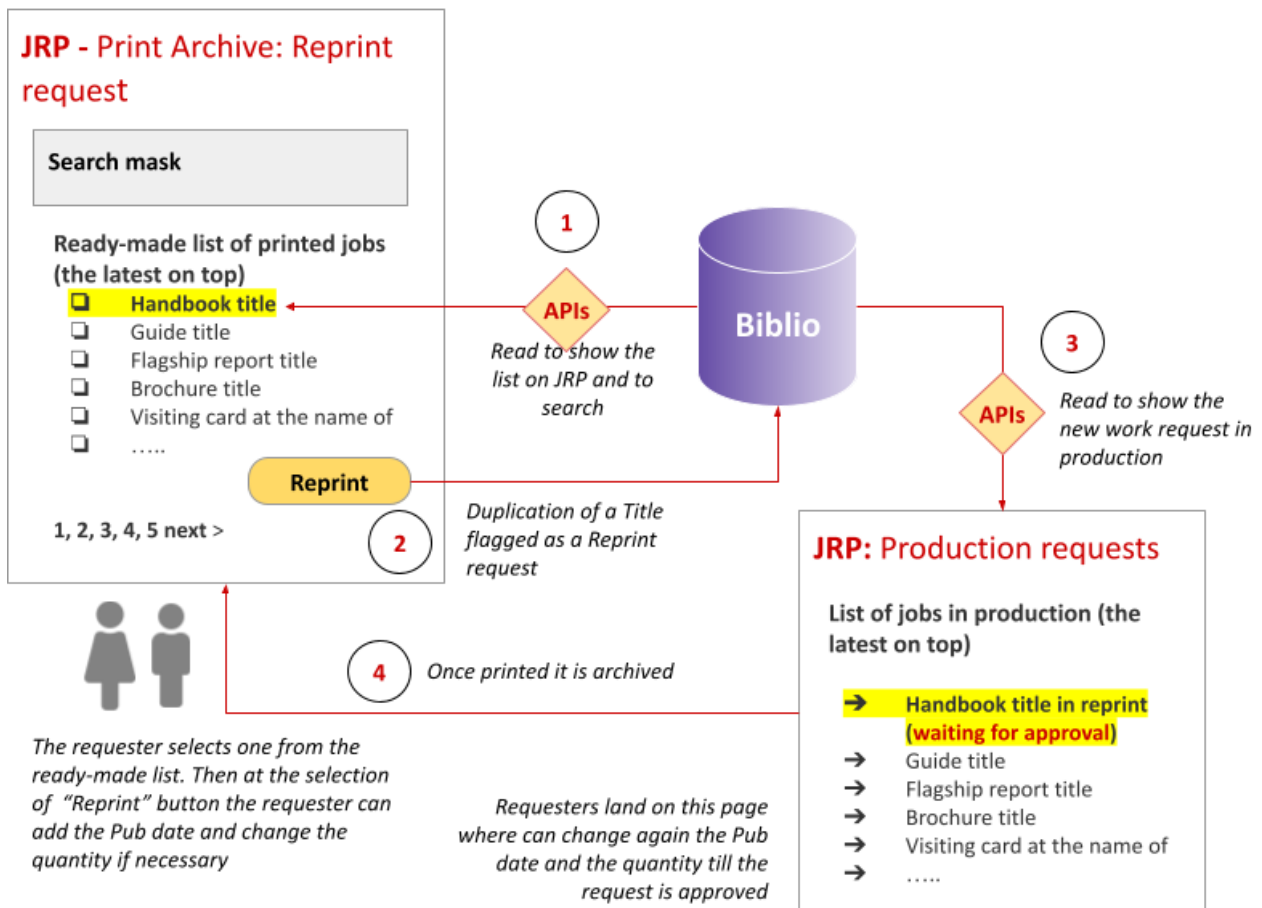 JRP - Print Archive: Reprint
request
Search mask
Ready-made list of printed jobs
(the latest on top)
❑ Handbook title
❑ Guide title
❑ Flagship report title
❑ Brochure title
❑ Visiting card at the name of
❑ …..
Reprint
1, 2, 3, 4, 5 next >
1
APIs
Read to show the
list on JRP and to
search
Biblio
2
Duplication of a Title
flagged as a Reprint
request
3
APIs
Read to show the
new work request in
production
4
Once printed it is archived
The requester selects one from the
ready-made list. Then at the selection
of “Reprint” button the requester can
add the Pub date and change the
quantity if necessary
Requesters land on this page
where can change again the Pub
date and the quantity till the
request is approved
JRP: Production requests
List of jobs in production (the
latest on top)
➔ Handbook title in reprint
(waiting for approval)
➔ Guide title
➔ Flagship report title
➔ Brochure title
➔ Visiting card at the name of
➔ …..